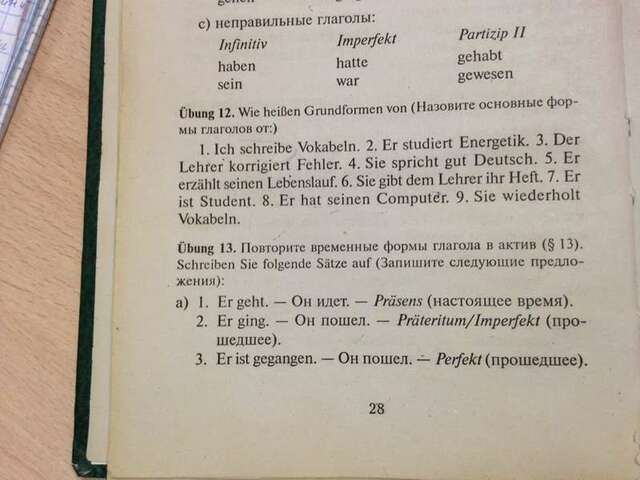 с) неправильные глаголы:
Infinitiv Imperfekt Partizip II
haben hatte gehabt
sein war gewesen
Übung 12. Wie heißen Grundformen von (Назовите основные фор-
мы глаголов от:)
1. Ich schreibe Vokabeln. 2. Er studiert Energetik. 3. Der
Lehrer korrigiert Fehler. 4. Sie spricht gut Deutsch. 5. Er
erzählt seinen Lebenslauf. 6. Sie gibt dem Lehrer ihr Heft. 7. Er
ist Student. 8. Er hat seinen Computer. 9. Sie wiederholt
Vokabeln.
Übung 13. Повторите временные формы глагола в актив (§ 13).
Schreiben Sie folgende Sätze auf (Запишите следующие предло-
жения):
a) 1. Er geht. — Он идет. — Präsens (настоящее время).
2. Er ging. — Он пошел. — Präteritum/Imperfekt (про-
шедшее).
3. Er ist gegangen. — Он пошел. — Perfekt (прошедшее).
28